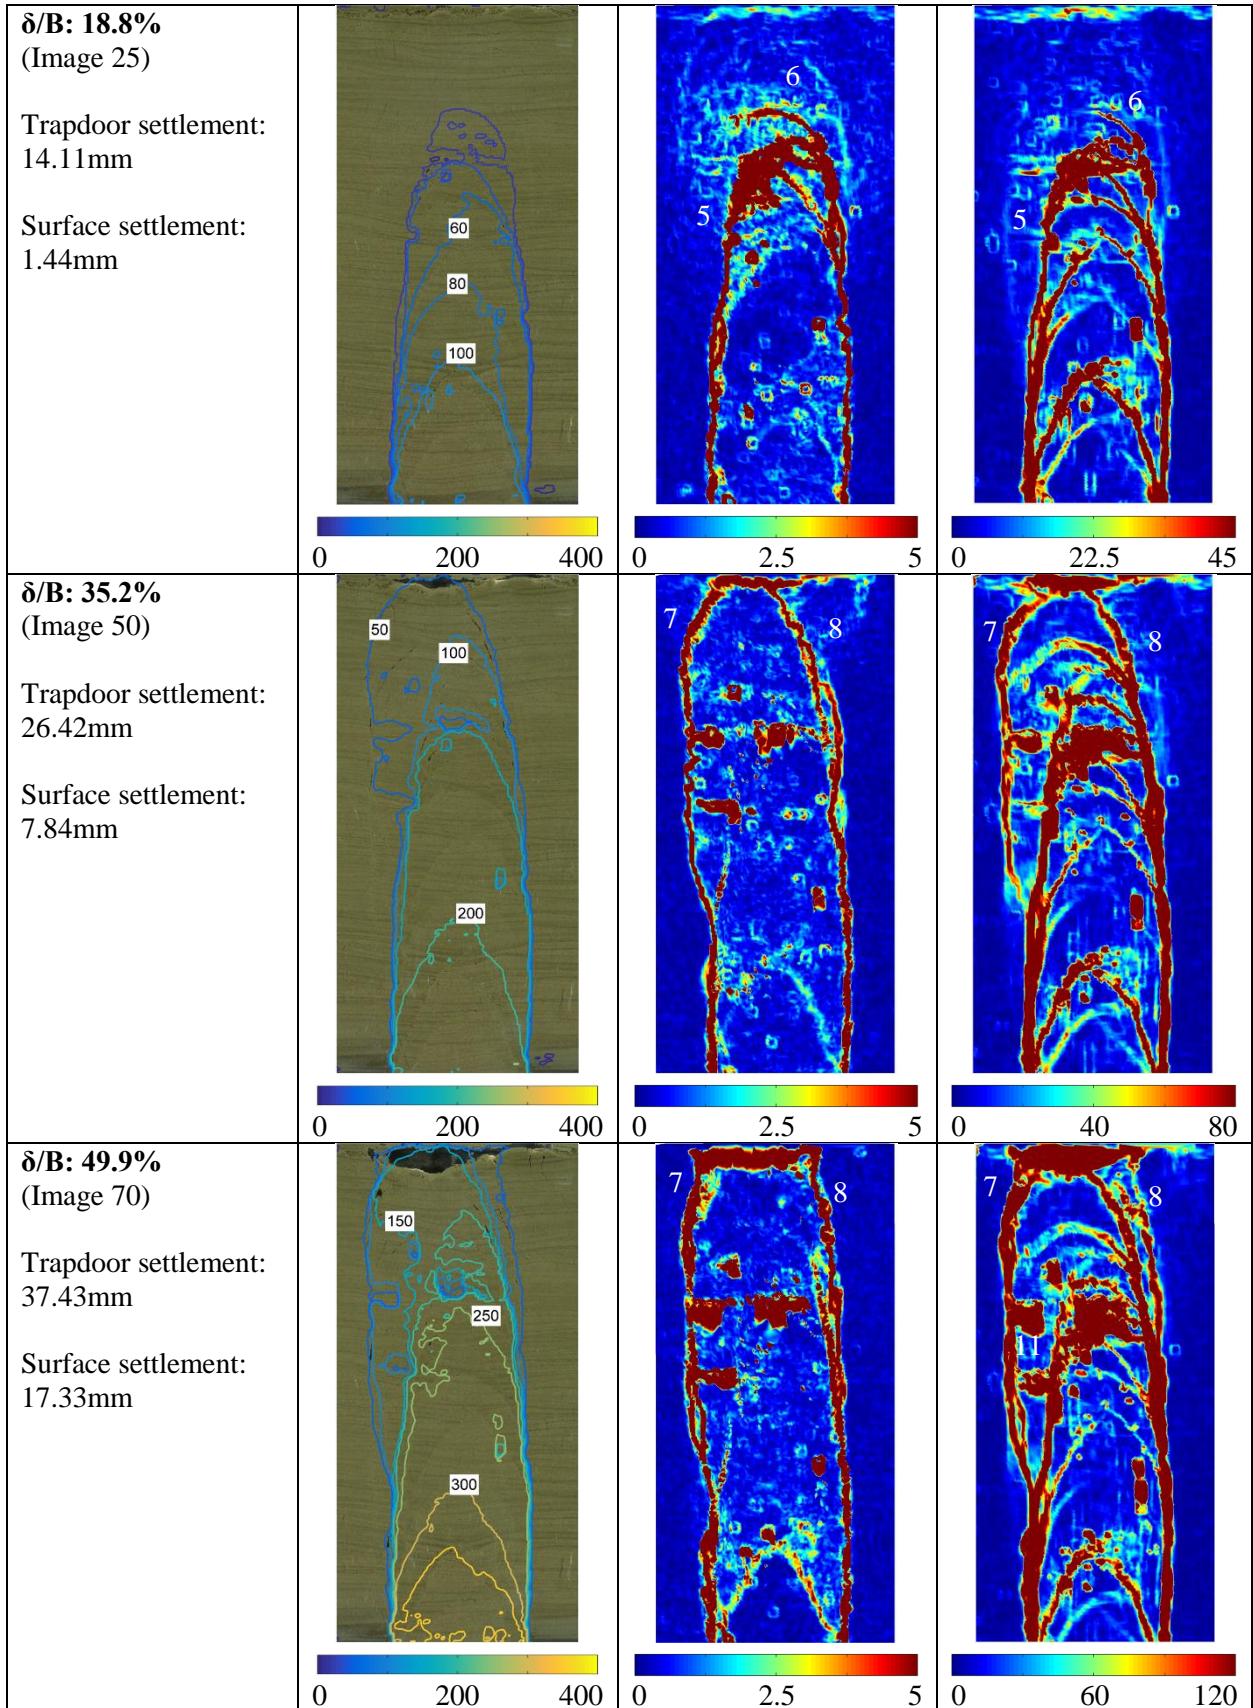 δ/B: 18.8%
(Image 25)
Trapdoor settlement:
14.11mm
Surface settlement:
1.44mm
60
80
100
0 200 400
5
6
0 2.5 5
5
6
0 22.5 45
δ/B: 35.2%
(Image 50)
Trapdoor settlement:
26.42mm
Surface settlement:
7.84mm
50
100
200
0 200 400
7
8
0 2.5 5
7
8
0 40 80
δ/B: 49.9%
(Image 70)
Trapdoor settlement:
37.43mm
Surface settlement:
17.33mm
150
250
300
0 200 400
7
8
0 2.5 5
7
8
11
0 60 120